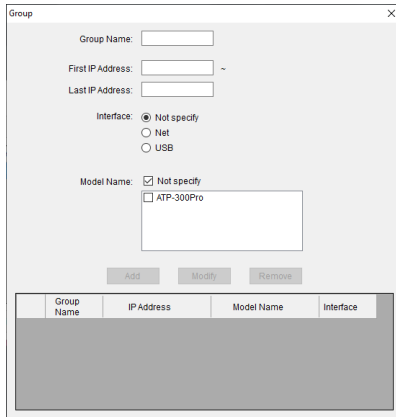 Group
Group Name:
First IP Address: ~
Last IP Address:
Interface: Not specify
Net
USB
Model Name: Not specify
ATP-300Pro
Add Modify Remove
Group Name IP Address Model Name Interface